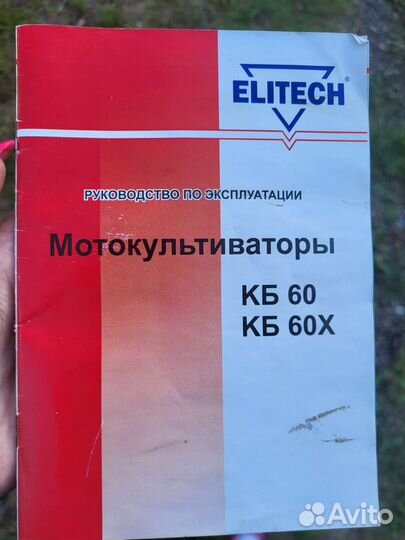 ELITECH®
РУКОВОДСТВО ПО ЭКСПЛУАТАЦИИ
Мотокультиваторы
КБ 60
КБ 60Х
Avito